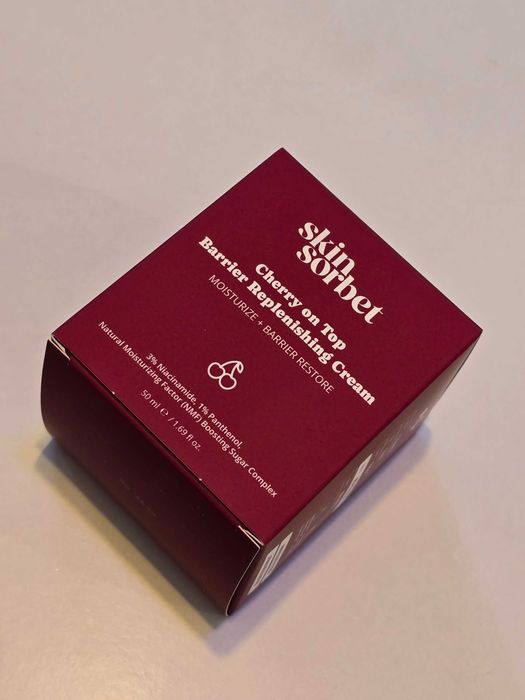 skin
sorbet
Cherry on Top
Barrier Replenishing Cream
MOISTURIZE + BARRIER RESTORE
3% Niacinamide, 1% Panthenol,
Natural Moisturizing Factor (NMF) Boosting Sugar Complex
50 ml ℮ / 1.69 fl oz.